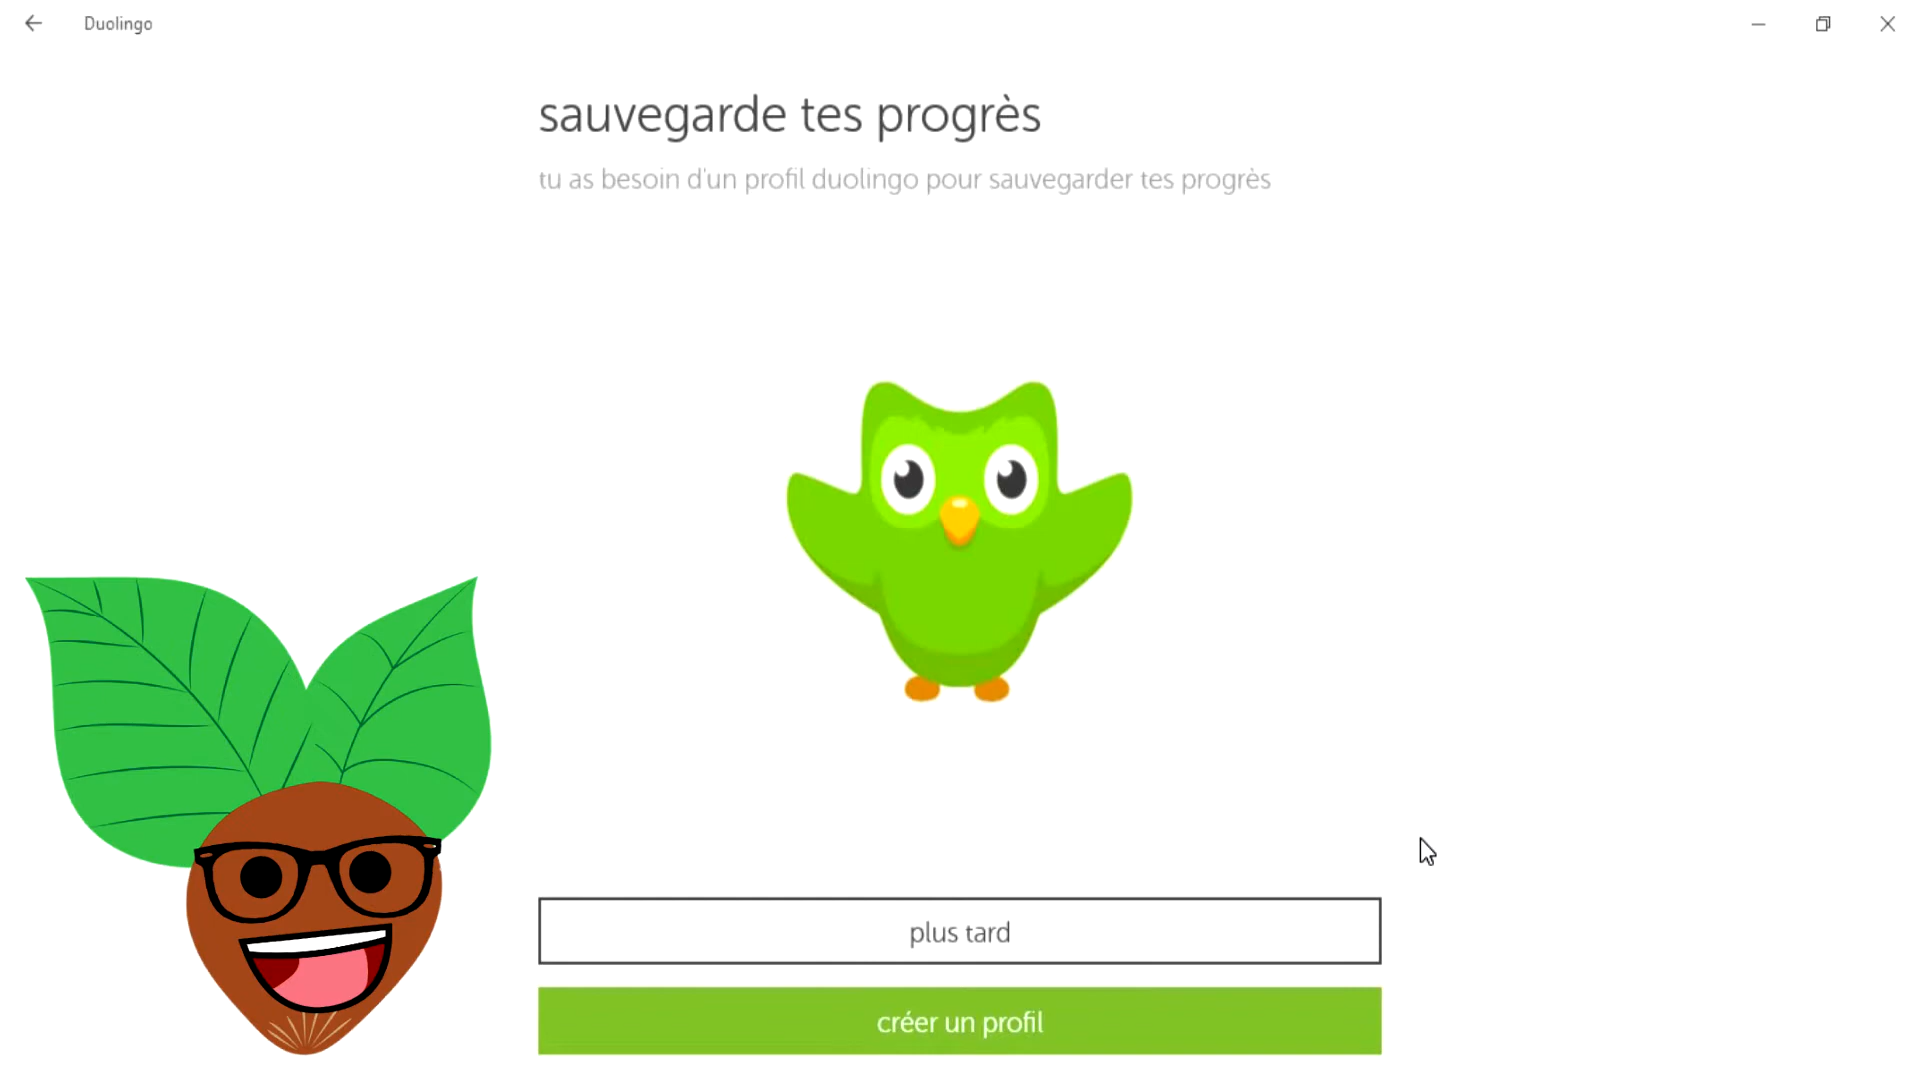 Duolingo
sauvegarde tes progrès
tu as besoin d'un profil duolingo pour sauvegarder tes progrès
plus tard
créer un profil